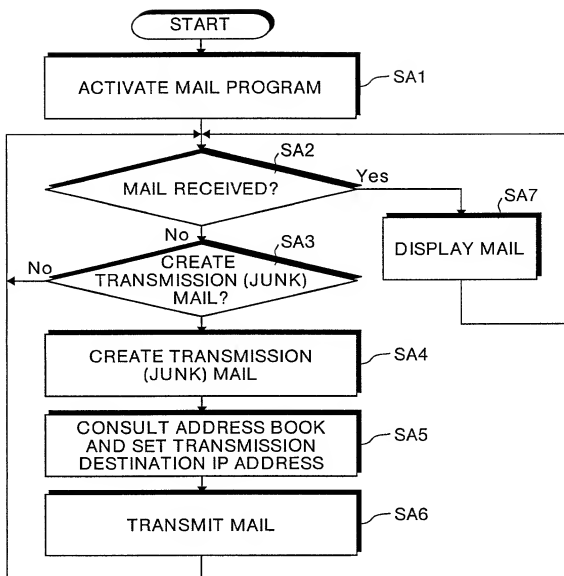 START
ACTIVATE MAIL PROGRAM
SA1
SA2
MAIL RECEIVED?
Yes
SA7
DISPLAY MAIL
No
SA3
No
CREATE
TRANSMISSION (JUNK)
MAIL?
CREATE TRANSMISSION
(JUNK) MAIL
SA4
CONSULT ADDRESS BOOK
AND SET TRANSMISSION
DESTINATION IP ADDRESS
SA5
TRANSMIT MAIL
SA6